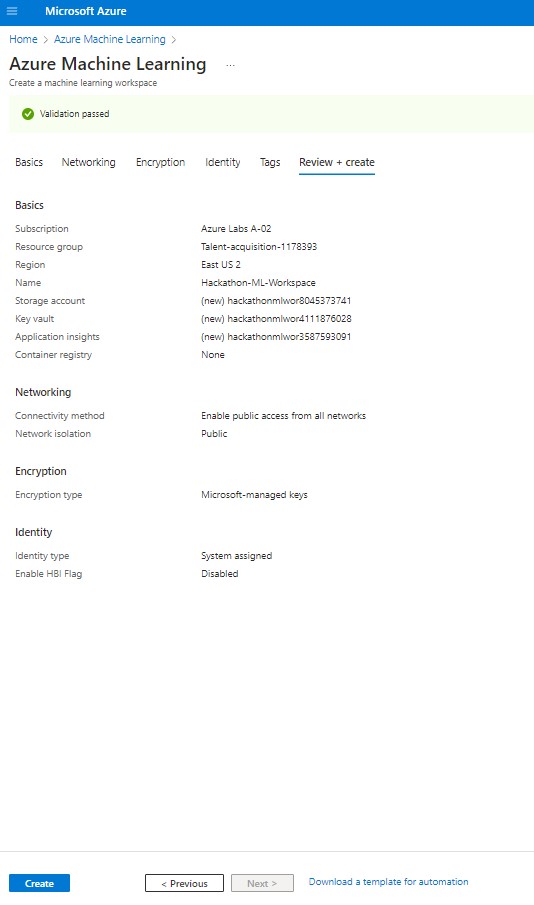 Microsoft Azure
Home > Azure Machine Learning >
Azure Machine Learning ...
Create a machine learning workspace
Validation passed
Basics Networking Encryption Identity Tags Review + create
Basics
Subscription Azure Labs A-02
Resource group Talent-acquisition-1178393
Region East US 2
Name Hackathon-ML-Workspace
Storage account (new) hackathonmlwor8045373741
Key vault (new) hackathonmlwor4111876028
Application insights (new) hackathonmlwor3587593091
Container registry None
Networking
Connectivity method Enable public access from all networks
Network isolation Public
Encryption
Encryption type Microsoft-managed keys
Identity
Identity type System assigned
Enable HBI Flag Disabled
Create < Previous Next > Download a template for automation